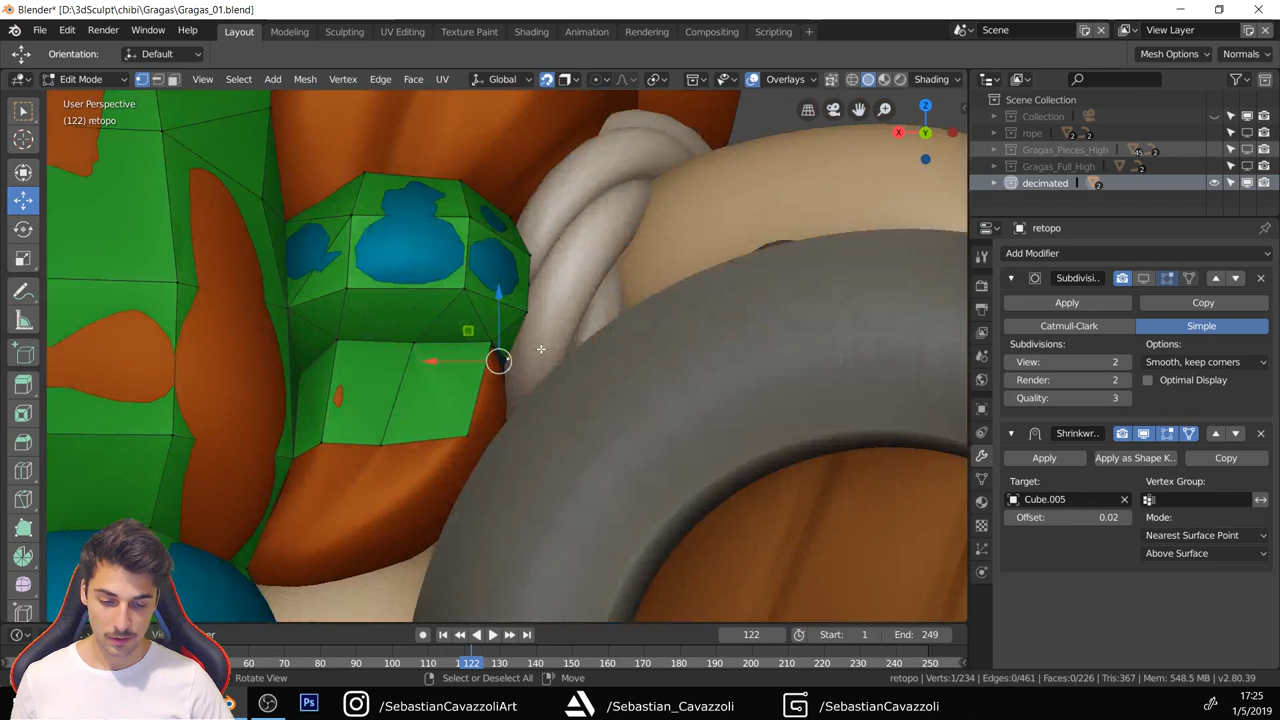 Blender* [D:\3dSculpt\chibi\Gragas\Gragas_01.blend]
File Edit Render Window Help Layout Modeling Sculpting UV Editing Texture Paint Shading Animation Rendering Compositing Scripting + Scene View Layer
Orientation: Default Mesh Options Normals
Edit Mode View Select Add Mesh Vertex Edge Face UV Global Overlays Shading
User Perspective
(122) retopo
Z
X
Y
Scene Collection
Collection
rope 2 2
Gragas_Pieces_High 45 2
Gragas_Full_High 2
decimated 2
retopo
Add Modifier
Subdivi..
Apply Copy
Catmull-Clark Simple
Subdivisions: Options:
View: 2 Smooth, keep corners
Render: 2 Optimal Display
Quality: 3
Shrinkwr..
Apply Apply as Shape K.. Copy
Target: Vertex Group:
Cube.005
Offset: 0.02 Mode:
Nearest Surface Point
Above Surface
122 Start: 1 End: 249
60 70 80 90 100 110 122 130 140 150 160 170 180 190 200 210 220 230 240 250
Rotate View Select or Deselect All Move retopo | Verts:1/234 | Edges:0/461 | Faces:0/226 | Tris:367 | Mem: 548.5 MB | v2.80.39
Ps /SebastianCavazzoliArt /Sebastian_Cavazzoli /SebastianCavazzoli
17:25
1/5/2019